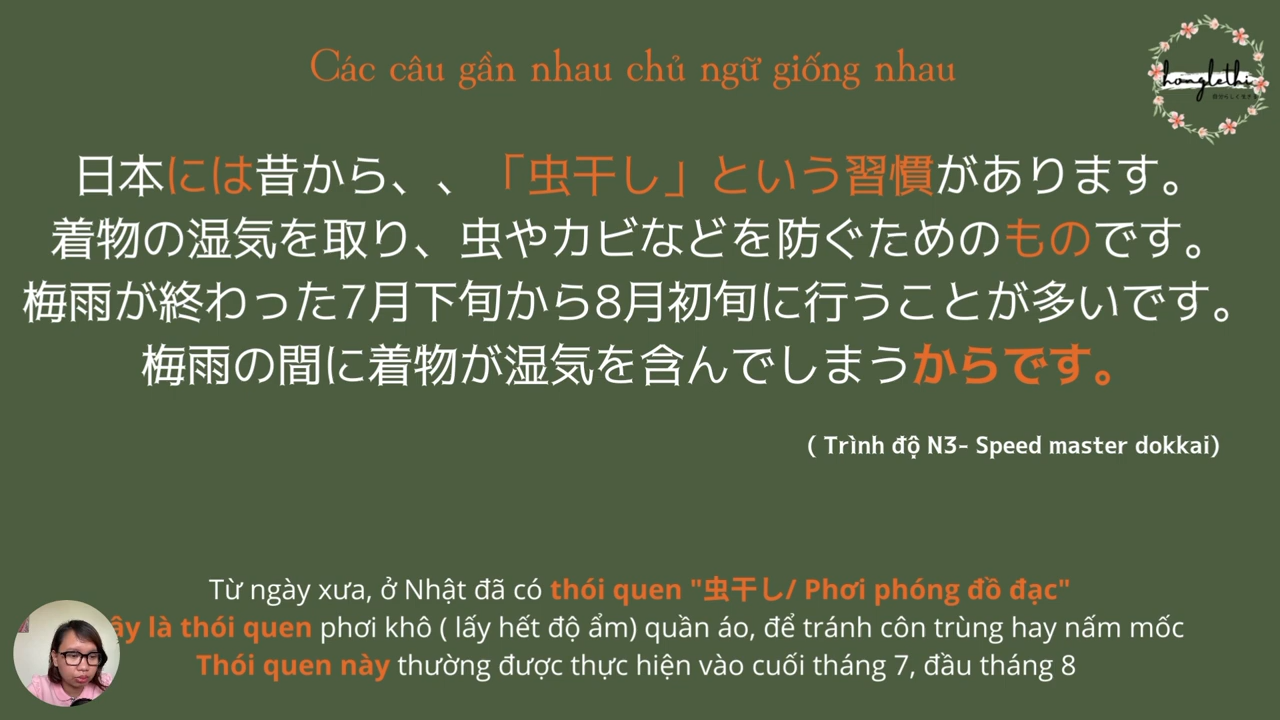 Các câu gần nhau chủ ngữ giống nhau
honglethi
日本には昔から、、「虫干し」という習慣があります。
着物の湿気を取り、虫やカビなどを防ぐためのものです。
梅雨が終わった7月下旬から8月初旬に行うことが多いです。
梅雨の間に着物が湿気を含んでしまうからです。
( Trình độ N3- Speed master dokkai)
Từ ngày xưa, ở Nhật đã có thói quen "虫干し/ Phơi phóng đồ đạc"
ây là thói quen phơi khô ( lấy hết độ ẩm) quần áo, để tránh côn trùng hay nấm mốc
Thói quen này thường được thực hiện vào cuối tháng 7, đầu tháng 8